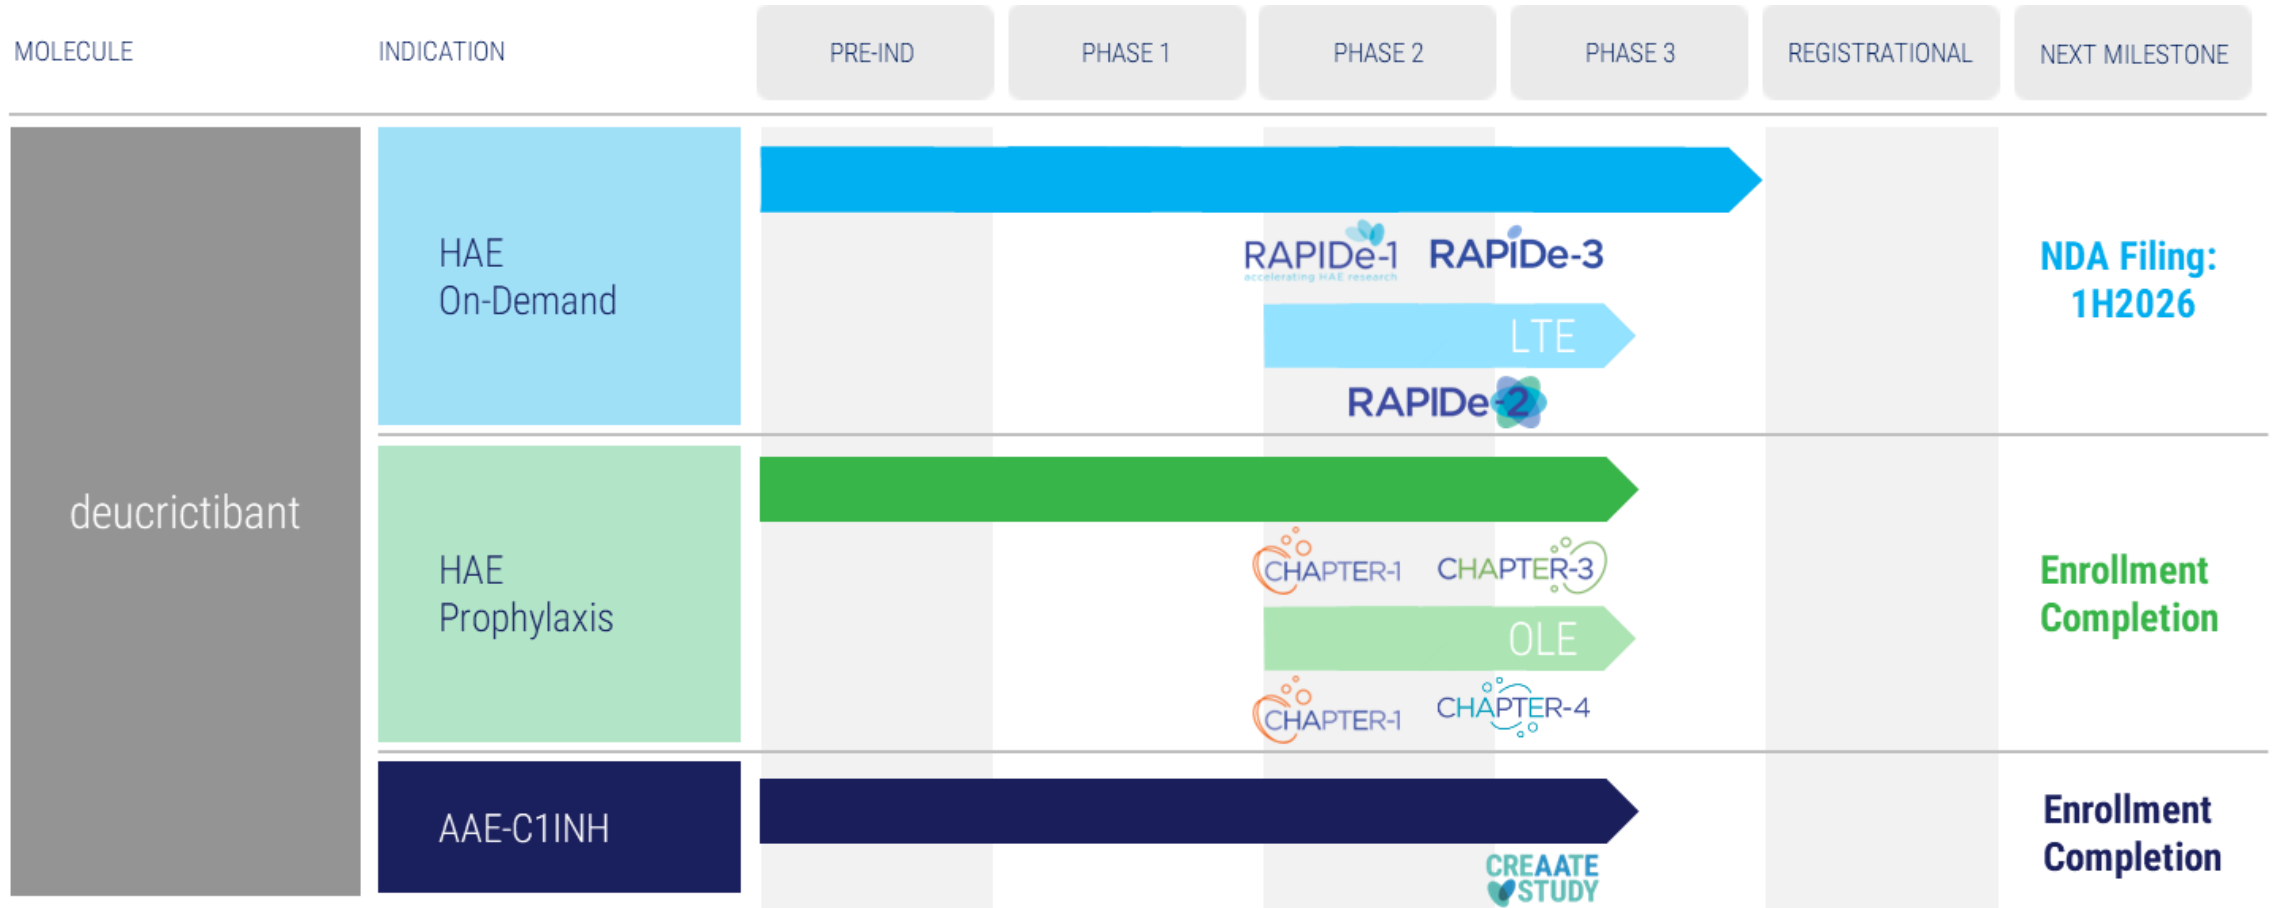 MOLECULE
INDICATION
PRE-IND
PHASE 1
PHASE 2
PHASE 3
REGISTRATIONAL
NEXT MILESTONE
deucrictibant
HAE
On-Demand
RAPIDe-1
accelerating HAE research
RAPIDe-3
LTE
RAPIDe-2
NDA Filing:
1H2026
HAE
Prophylaxis
CHAPTER-1
CHAPTER-3
OLE
CHAPTER-1
CHAPTER-4
Enrollment
Completion
AAE-C1INH
CREAATE
STUDY
Enrollment
Completion